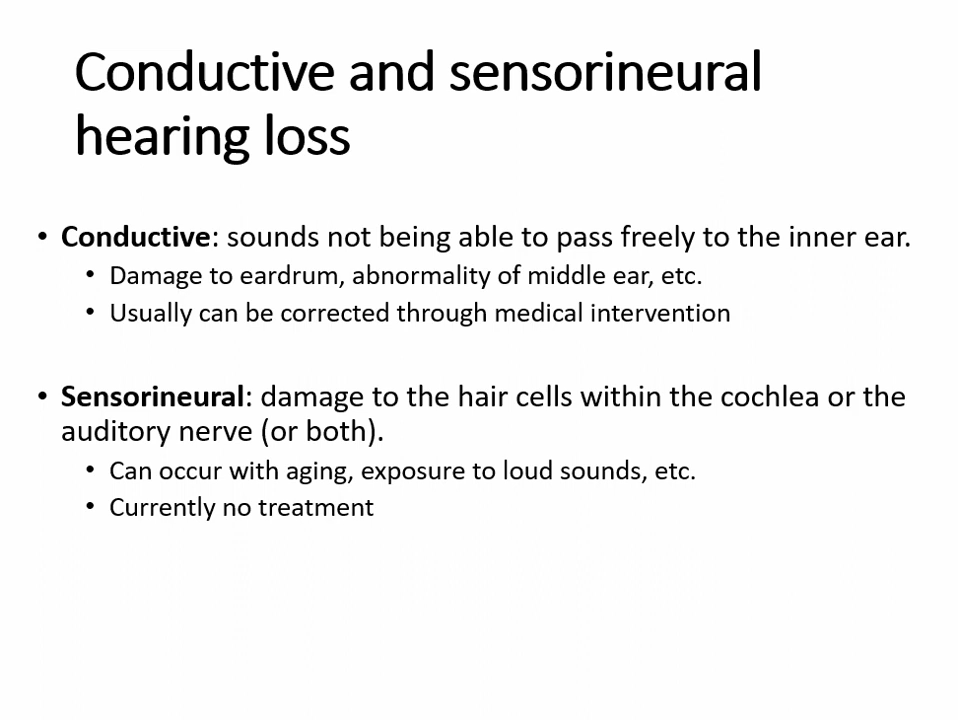 Conductive and sensorineural
hearing loss
• Conductive: sounds not being able to pass freely to the inner ear.
• Damage to eardrum, abnormality of middle ear, etc.
• Usually can be corrected through medical intervention
• Sensorineural: damage to the hair cells within the cochlea or the
auditory nerve (or both).
• Can occur with aging, exposure to loud sounds, etc.
• Currently no treatment